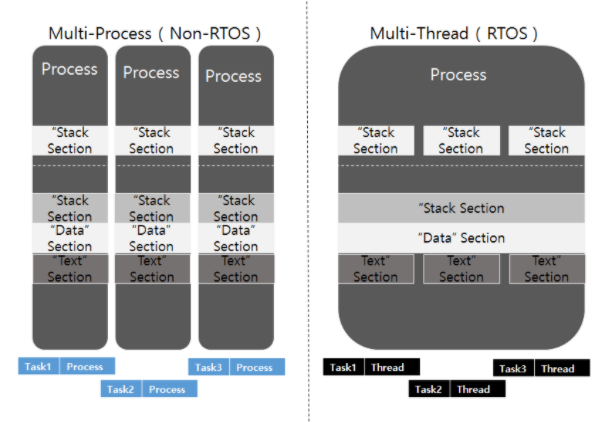 Multi-Process ( Non-RTOS )
Process Process Process
"Stack Section "Stack Section "Stack Section
"Stack Section "Stack Section "Stack Section
"Data" Section "Data" Section "Data" Section
"Text" Section "Text" Section "Text" Section
Task1 Process
Task2 Process
Task3 Process
Multi-Thread ( RTOS )
Process
"Stack Section "Stack Section "Stack Section
"Stack Section
"Data" Section
Text" Section Text" Section Text" Section
Task1 Thread
Task2 Thread
Task3 Thread